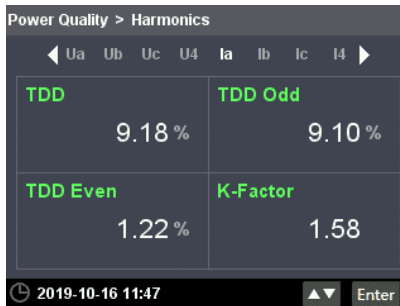 Power Quality > Harmonics
Ua Ub Uc U4 Ia Ib Ic I4
TDD TDD Odd
9.18 % 9.10 %
TDD Even K-Factor
1.22 % 1.58
2019-10-16 11:47 ▲▼ Enter